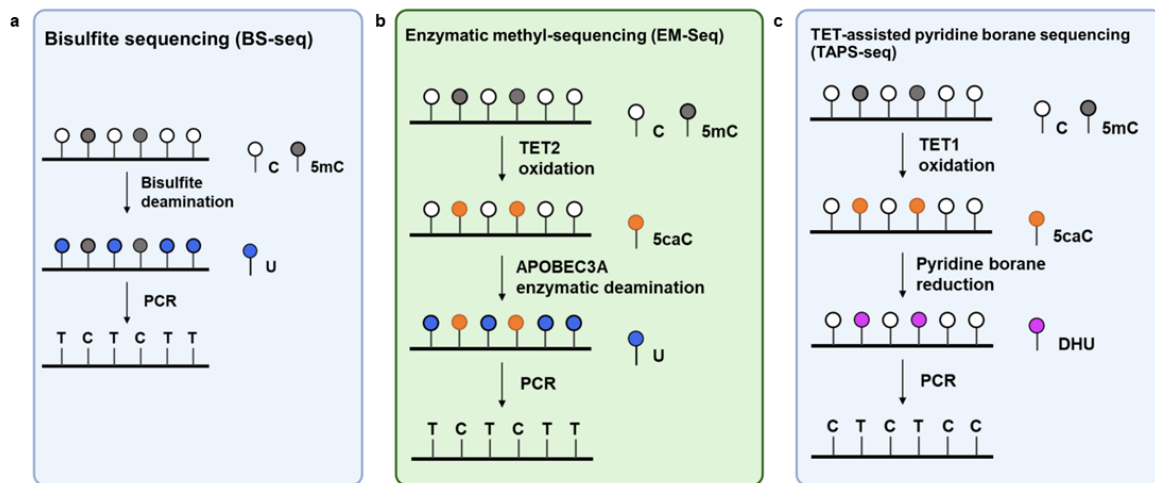 a
Bisulfite sequencing (BS-seq)
C 5mC
Bisulfite
deamination
U
PCR
T C T C T T
b
Enzymatic methyl-sequencing (EM-Seq)
C 5mC
TET2
oxidation
5caC
APOBEC3A
enzymatic deamination
U
PCR
T C T C T T
c
TET-assisted pyridine borane sequencing
(TAPS-seq)
C 5mC
TET1
oxidation
5caC
Pyridine borane
reduction
DHU
PCR
C T C T C C